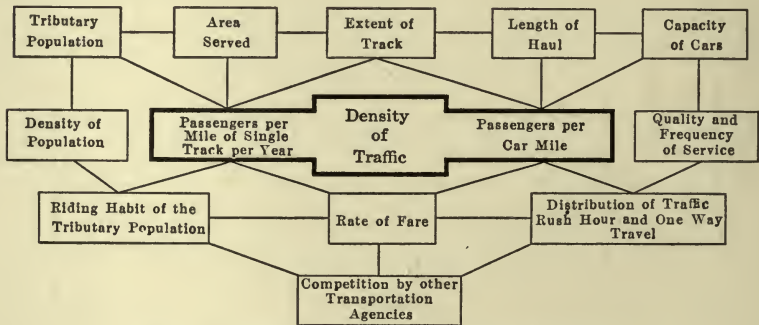 Tributary
Population
Area
Served
Extent of
Track
Length of
Haul
Capacity
of Cars
Density of
Population
Passengers per
Mile of Single
Track per Year
Density
of
Traffic
Passengers per
Car Mile
Quality and
Frequency
of Service
Riding Habit of the
Tributary Population
Rate of Fare
Distribution of Traffic
Rush Hour and One Way
Travel
Competition by other
Transportation
Agencies